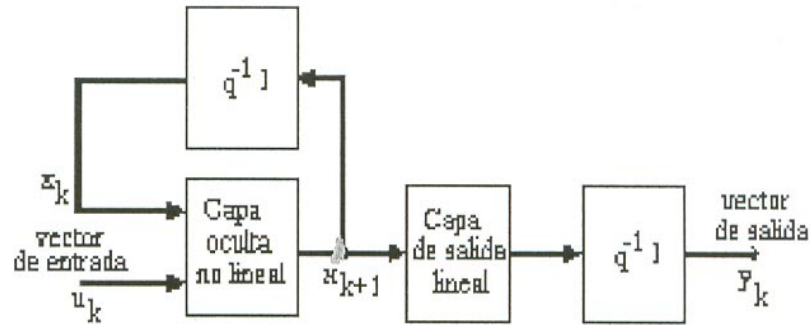 q-1 I
xk
Capa
oculta
no lineal
vector
de entrada
uk
xk+1
Capa
de salida
lineal
q-1 I
vector
de salida
yk